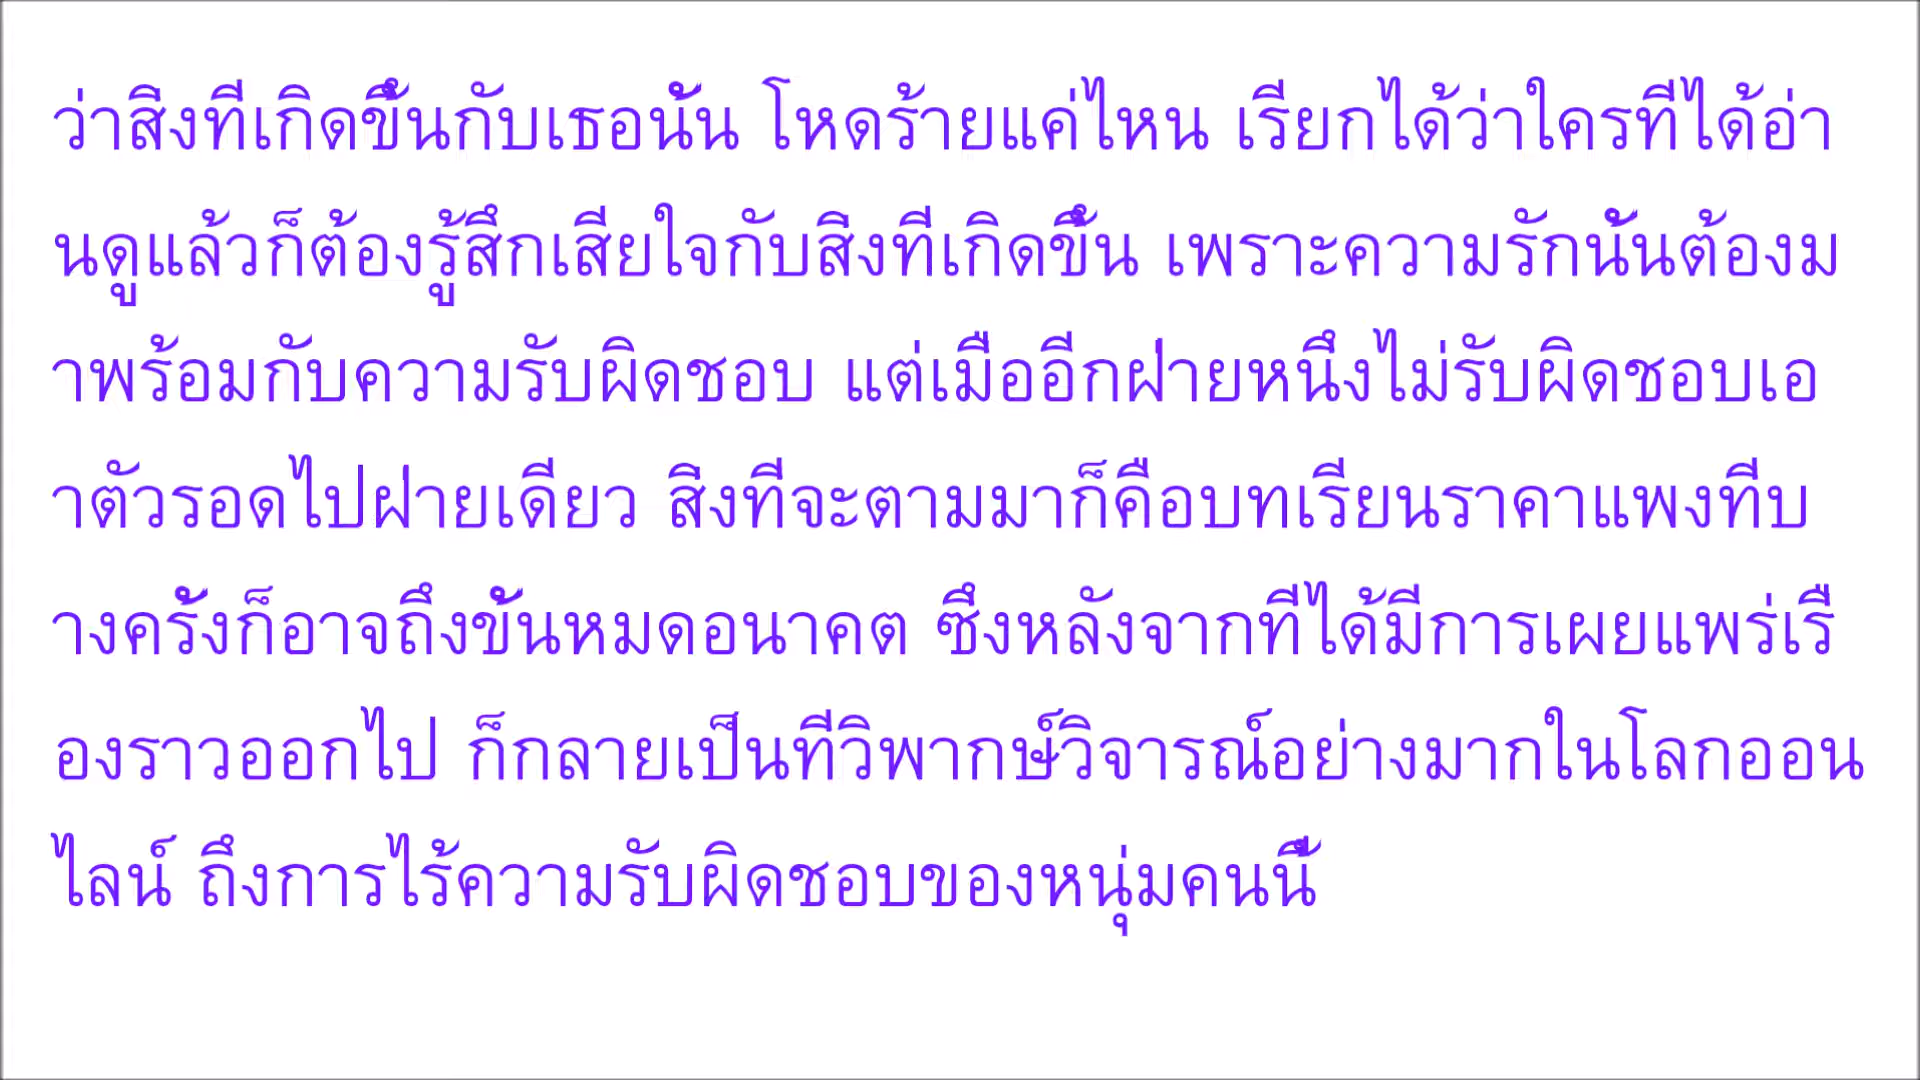 ว่าสิ่งที่เกิดขึ้นกับเธอนั้น โหดร้ายแค่ไหน เรียกได้ว่าใครที่ได้อ่า
นดูแล้วก็ต้องรู้สึกเสียใจกับสิ่งที่เกิดขึ้น เพราะความรักนั้นต้องม
าพร้อมกับความรับผิดชอบ แต่เมื่ออีกฝ่ายหนึ่งไม่รับผิดชอบเอ
าตัวรอดไปฝ่ายเดียว สิ่งที่จะตามมาก็คือบทเรียนราคาแพงที่บ
างครั้งก็อาจถึงขั้นหมดอนาคต ซึ่งหลังจากที่ได้มีการเผยแพร่เรื่
องราวออกไป ก็กลายเป็นที่วิพากษ์วิจารณ์อย่างมากในโลกออน
ไลน์ ถึงการไร้ความรับผิดชอบของหนุ่มคนนี้